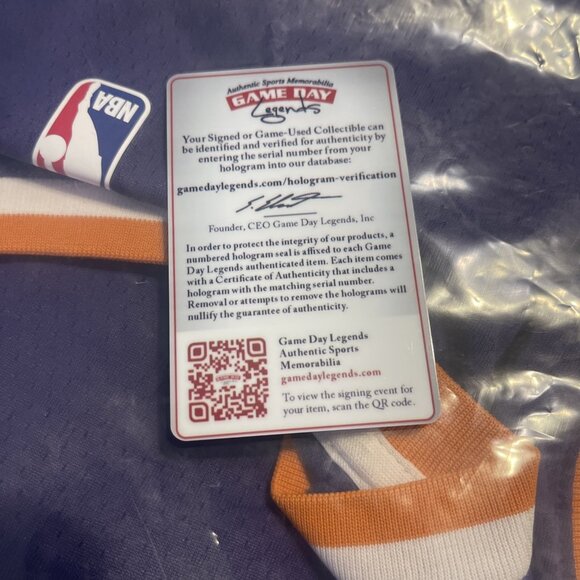 NBA
Authentic Sports Memorabilia
GAME DAY
Legends
Your Signed or Game-Used Collectible can
be identified and verified for authenticity by
entering the serial number from your
hologram into our database:
gamedaylegends.com/hologram-verification
Founder, CEO Game Day Legends, Inc
In order to protect the integrity of our products, a
numbered hologram seal is affixed to each Game
Day Legends authenticated item. Each item comes
with a Certificate of Authenticity that includes a
hologram with the matching serial number.
Removal or attempts to remove the holograms will
nullify the guarantee of authenticity.
Game Day Legends
Authentic Sports
Memorabilia
gamedaylegends.com
To view the signing event for
your item, scan the QR code.